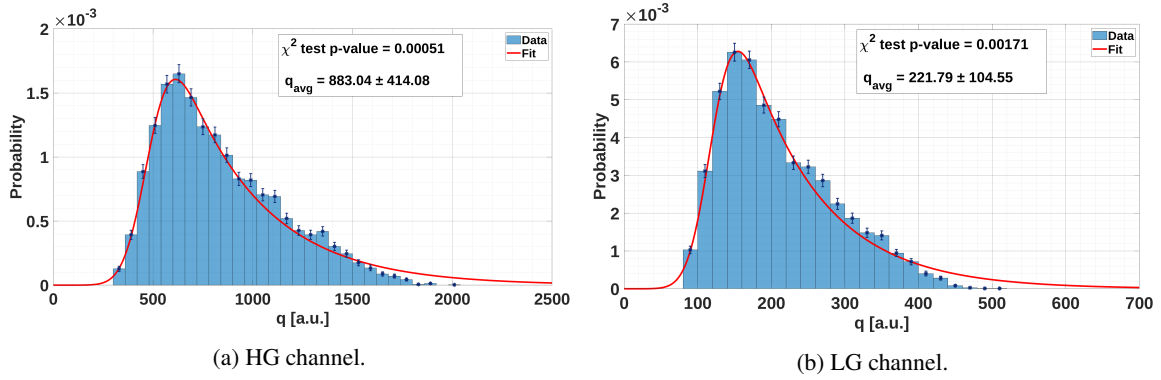 ×10⁻³
2
1.5
1
0.5
0
Probability
χ² test p-value = 0.00051
q_avg = 883.04 ± 414.08
Data
Fit
0 500 1000 1500 2000 2500
q [a.u.]
(a) HG channel.
×10⁻³
7
6
5
4
3
2
1
0
Probability
χ² test p-value = 0.00171
q_avg = 221.79 ± 104.55
Data
Fit
0 100 200 300 400 500 600 700
q [a.u.]
(b) LG channel.